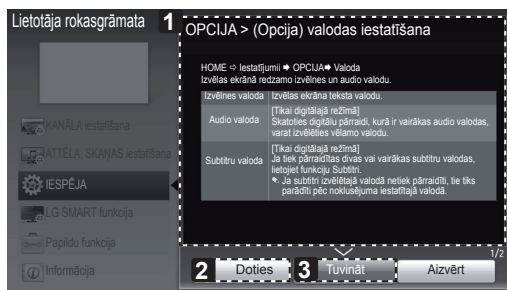 Lietotāja rokasgrāmata
1
OPCIJA > (Opcija) valodas iestatīšana
HOME ⇨ Iestatījumii ➡ OPCIJA➡ Valoda
Izvēlas ekrānā redzamo izvēlnes un audio valodu.
Izvēlnes valoda Izvēlas ekrāna teksta valodu.
Audio valoda
[Tikai digitālajā režīmā]
Skatoties digitālu pārraidi, kurā ir vairākas audio valodas,
varat izvēlēties vēlamo valodu.
Subtitru valoda
[Tikai digitālajā režīmā]
Ja tiek pārraidītas divas vai vairākas subtitru valodas,
lietojiet funkciju Subtitri.
Ja subtitri izvēlētajā valodā netiek pārraidīti, tie tiks
parādīti pēc noklusējuma iestatītajā valodā.
KANĀLA iestatīšana
ATTĒLA, SKAŅAS iestatīšana
IESPĒJA
LG SMART funkcija
Papildu funkcija
Informācija
1/2
2 Doties
3 Tuvināt
Aizvērt